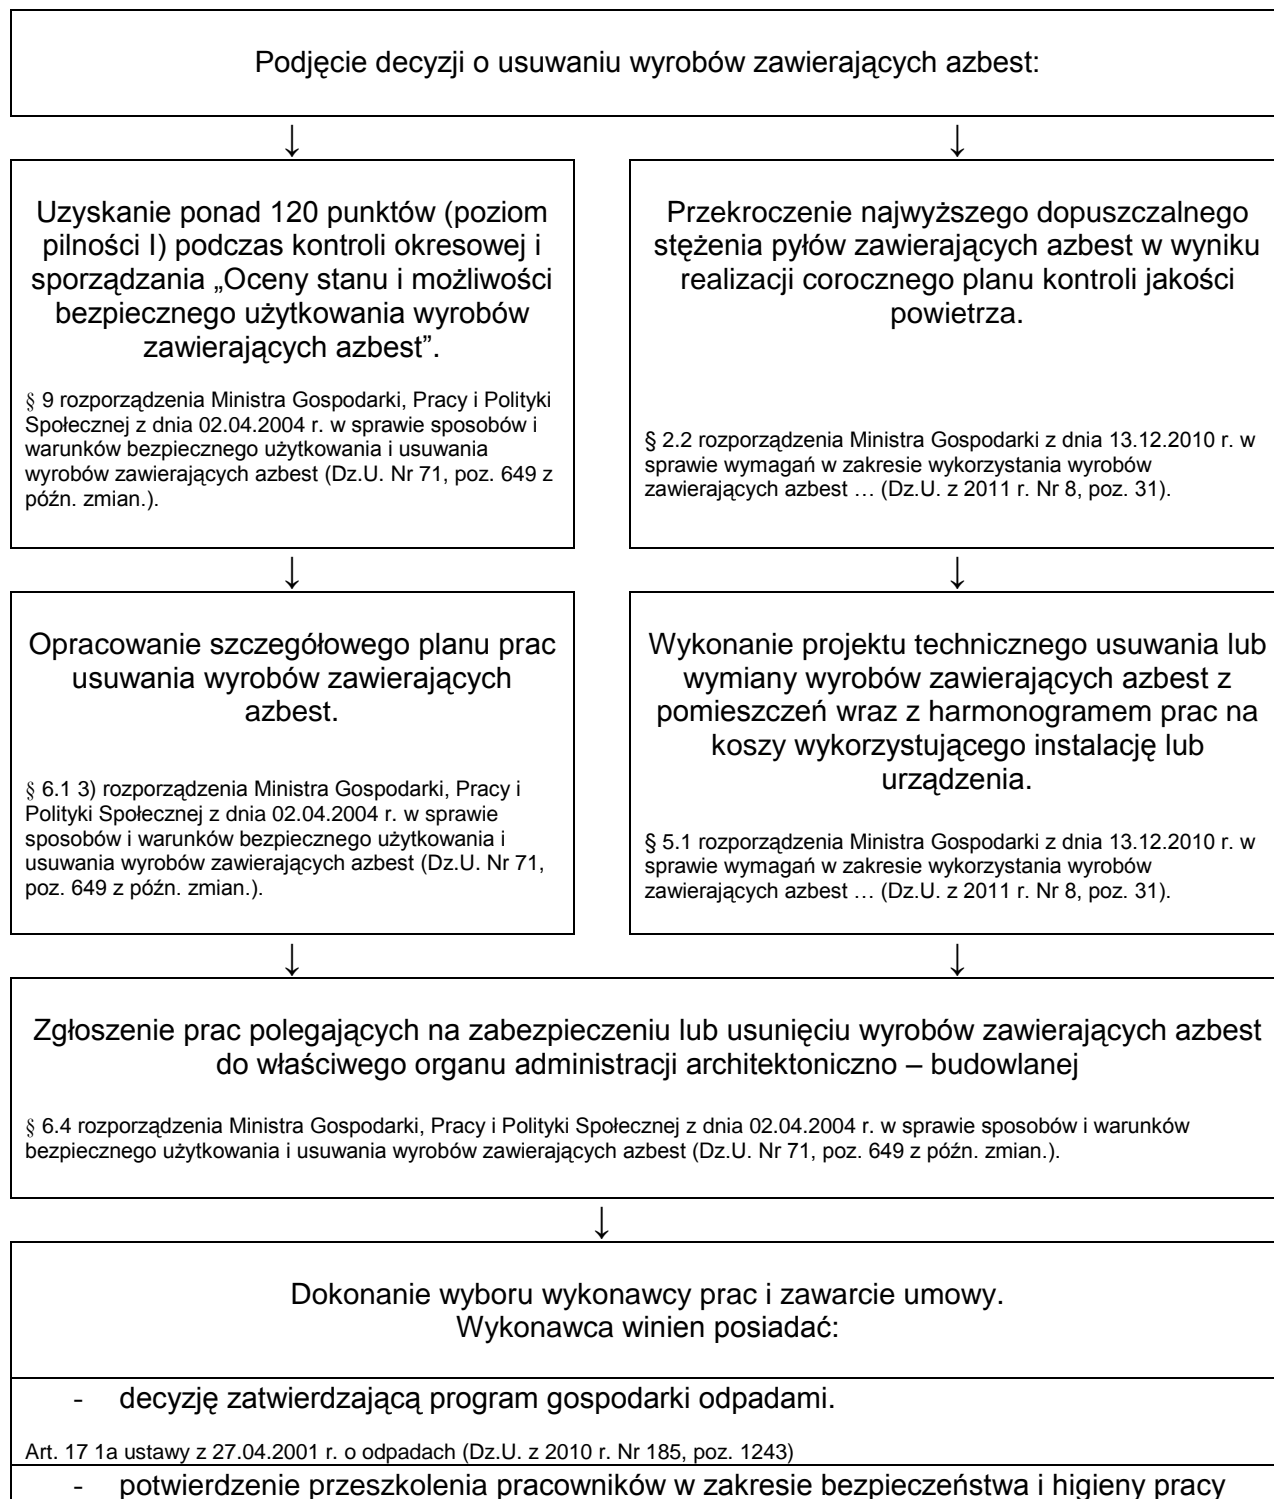 Podjęcie decyzji o usuwaniu wyrobów zawierających azbest:
↓ ↓
Uzyskanie ponad 120 punktów (poziom
pilności I) podczas kontroli okresowej i
sporządzania „Oceny stanu i możliwości
bezpiecznego użytkowania wyrobów
zawierających azbest”.
§ 9 rozporządzenia Ministra Gospodarki, Pracy i Polityki
Społecznej z dnia 02.04.2004 r. w sprawie sposobów i
warunków bezpiecznego użytkowania i usuwania
wyrobów zawierających azbest (Dz.U. Nr 71, poz. 649 z
późn. zmian.).
Przekroczenie najwyższego dopuszczalnego
stężenia pyłów zawierających azbest w wyniku
realizacji corocznego planu kontroli jakości
powietrza.
§ 2.2 rozporządzenia Ministra Gospodarki z dnia 13.12.2010 r. w
sprawie wymagań w zakresie wykorzystania wyrobów
zawierających azbest … (Dz.U. z 2011 r. Nr 8, poz. 31).
↓ ↓
Opracowanie szczegółowego planu prac
usuwania wyrobów zawierających
azbest.
§ 6.1 3) rozporządzenia Ministra Gospodarki, Pracy i
Polityki Społecznej z dnia 02.04.2004 r. w sprawie
sposobów i warunków bezpiecznego użytkowania i
usuwania wyrobów zawierających azbest (Dz.U. Nr 71,
poz. 649 z późn. zmian.).
Wykonanie projektu technicznego usuwania lub
wymiany wyrobów zawierających azbest z
pomieszczeń wraz z harmonogramem prac na
koszy wykorzystującego instalację lub
urządzenia.
§ 5.1 rozporządzenia Ministra Gospodarki z dnia 13.12.2010 r. w
sprawie wymagań w zakresie wykorzystania wyrobów
zawierających azbest … (Dz.U. z 2011 r. Nr 8, poz. 31).
↓ ↓
Zgłoszenie prac polegających na zabezpieczeniu lub usunięciu wyrobów zawierających azbest
do właściwego organu administracji architektoniczno – budowlanej
§ 6.4 rozporządzenia Ministra Gospodarki, Pracy i Polityki Społecznej z dnia 02.04.2004 r. w sprawie sposobów i warunków
bezpiecznego użytkowania i usuwania wyrobów zawierających azbest (Dz.U. Nr 71, poz. 649 z późn. zmian.).
↓
Dokonanie wyboru wykonawcy prac i zawarcie umowy.
Wykonawca winien posiadać:
- decyzję zatwierdzającą program gospodarki odpadami.
Art. 17 1a ustawy z 27.04.2001 r. o odpadach (Dz.U. z 2010 r. Nr 185, poz. 1243)
- potwierdzenie przeszkolenia pracowników w zakresie bezpieczeństwa i higieny pracy